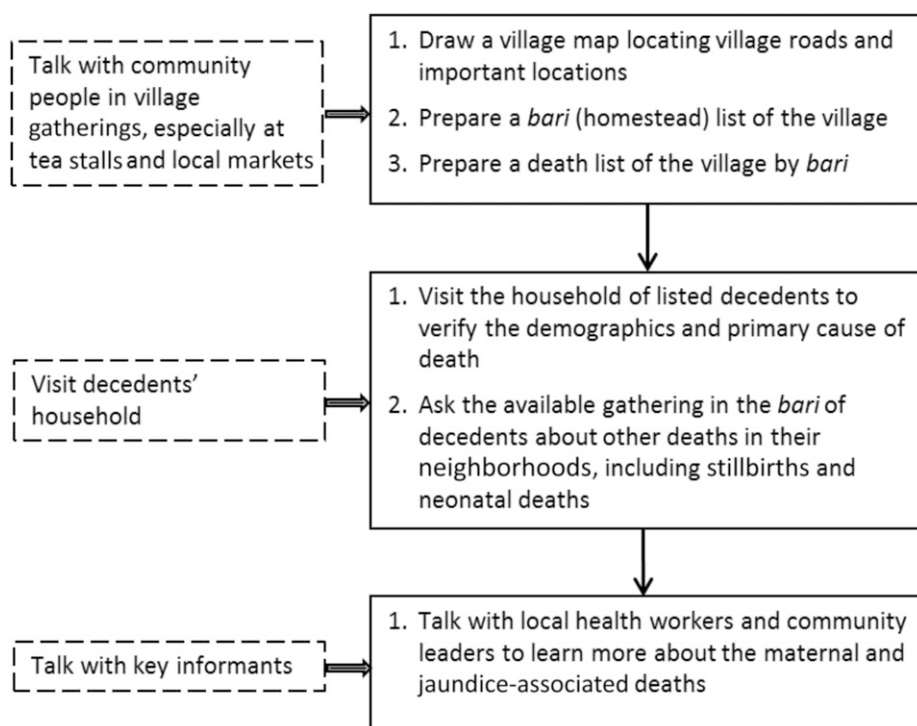 Talk with community
people in village
gatherings, especially at
tea stalls and local markets
1. Draw a village map locating village roads and
important locations
2. Prepare a bari (homestead) list of the village
3. Prepare a death list of the village by bari
Visit decedents’
household
1. Visit the household of listed decedents to
verify the demographics and primary cause of
death
2. Ask the available gathering in the bari of
decedents about other deaths in their
neighborhoods, including stillbirths and
neonatal deaths
Talk with key informants
1. Talk with local health workers and community
leaders to learn more about the maternal and
jaundice-associated deaths